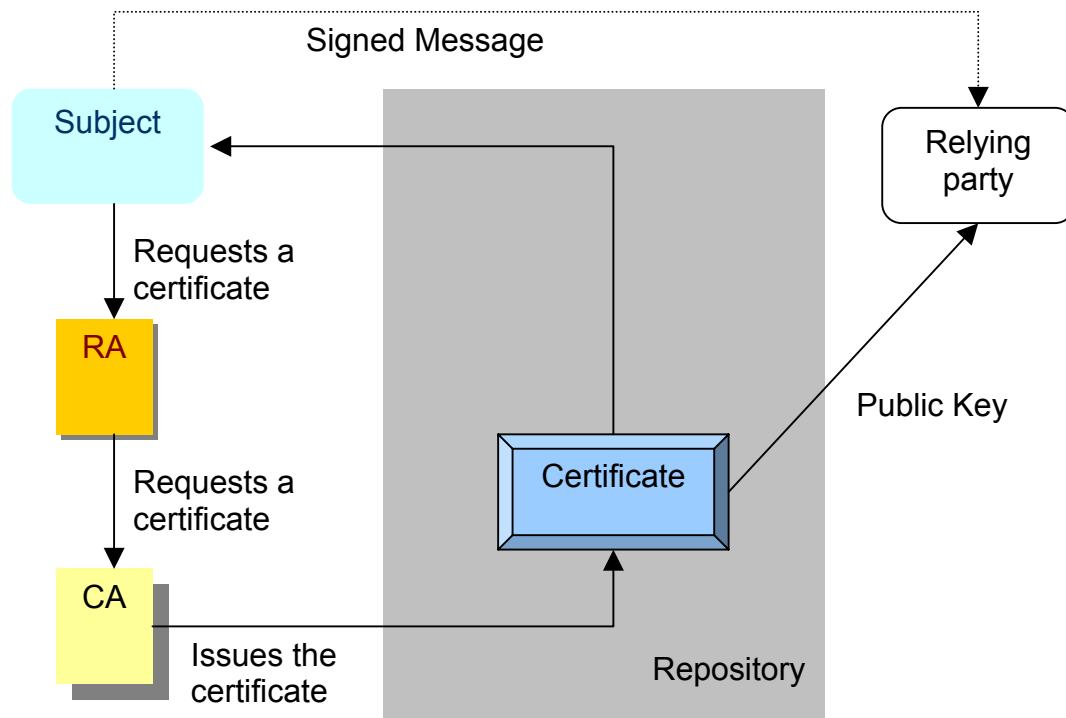 Signed Message
Subject
Relying
party
Requests a
certificate
RA
Public Key
Certificate
Requests a
certificate
CA
Issues the
certificate
Repository